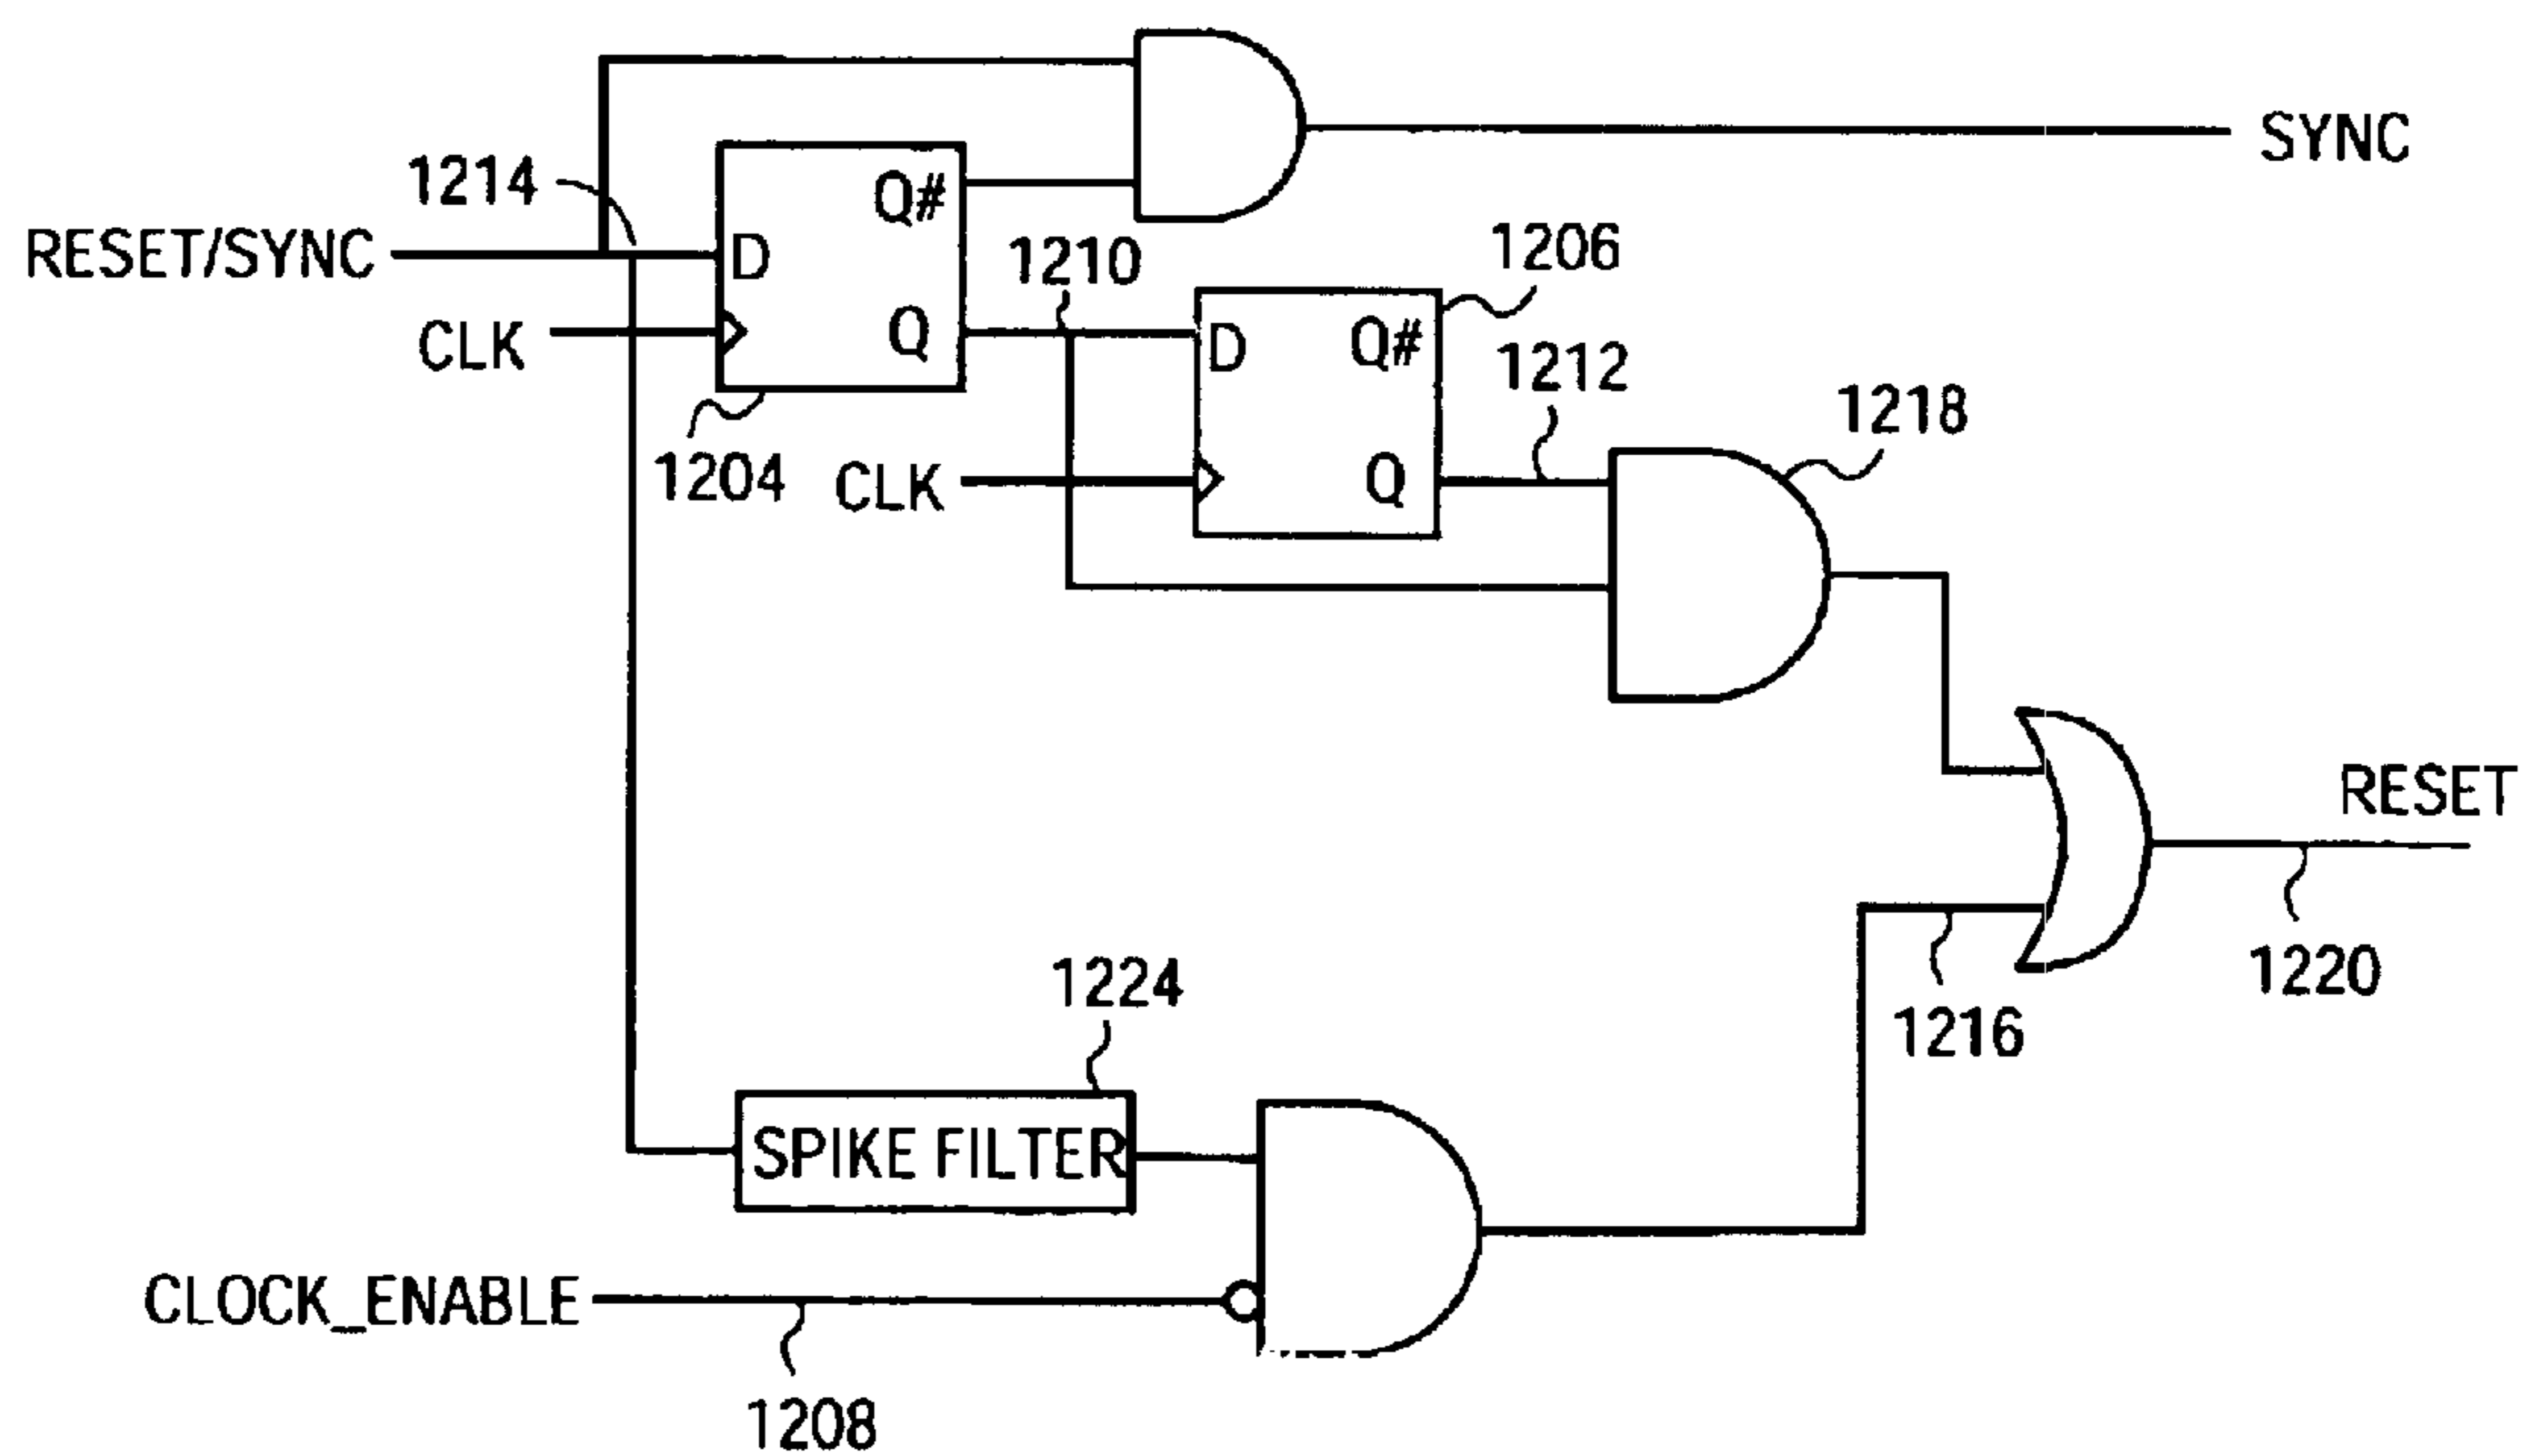 SYNC
1214
Q#
RESET/SYNC
D
1210
1206
CLK
Q
D
Q#
1212
1218
1204
CLK
Q
RESET
1224
1220
1216
SPIKE FILTER
CLOCK_ENABLE
1208